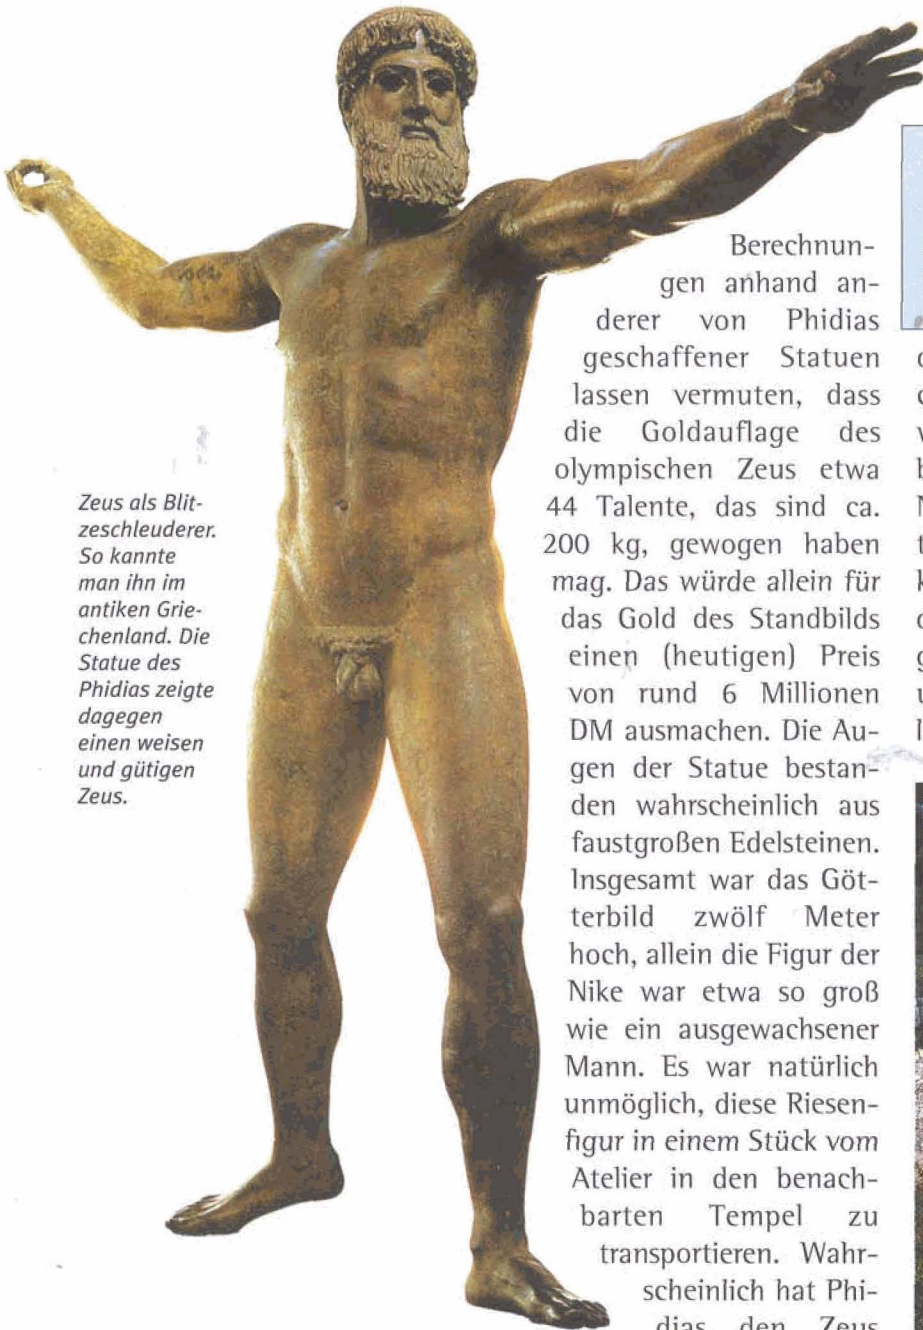 Zeus als Blit-
zeschleuderer.
So kannte
man ihn im
antiken Grie-
chenland. Die
Statue des
Phidias zeigte
dagegen
einen weisen
und gütigen
Zeus.
Berechnun-
gen anhand an-
derer von Phidias
geschaffener Statuen
lassen vermuten, dass
die Goldauflage des
olympischen Zeus etwa
44 Talente, das sind ca.
200 kg, gewogen haben
mag. Das würde allein für
das Gold des Standbilds
einen (heutigen) Preis
von rund 6 Millionen
DM ausmachen. Die Au-
gen der Statue bestan-
den wahrscheinlich aus
faustgroßen Edelsteinen.
Insgesamt war das Göt-
terbild zwölf Meter
hoch, allein die Figur der
Nike war etwa so groß
wie ein ausgewachsener
Mann. Es war natürlich
unmöglich, diese Riesen-
figur in einem Stück vom
Atelier in den benach-
barten Tempel zu
transportieren. Wahr-
scheinlich hat Phi-
dias den Zeus